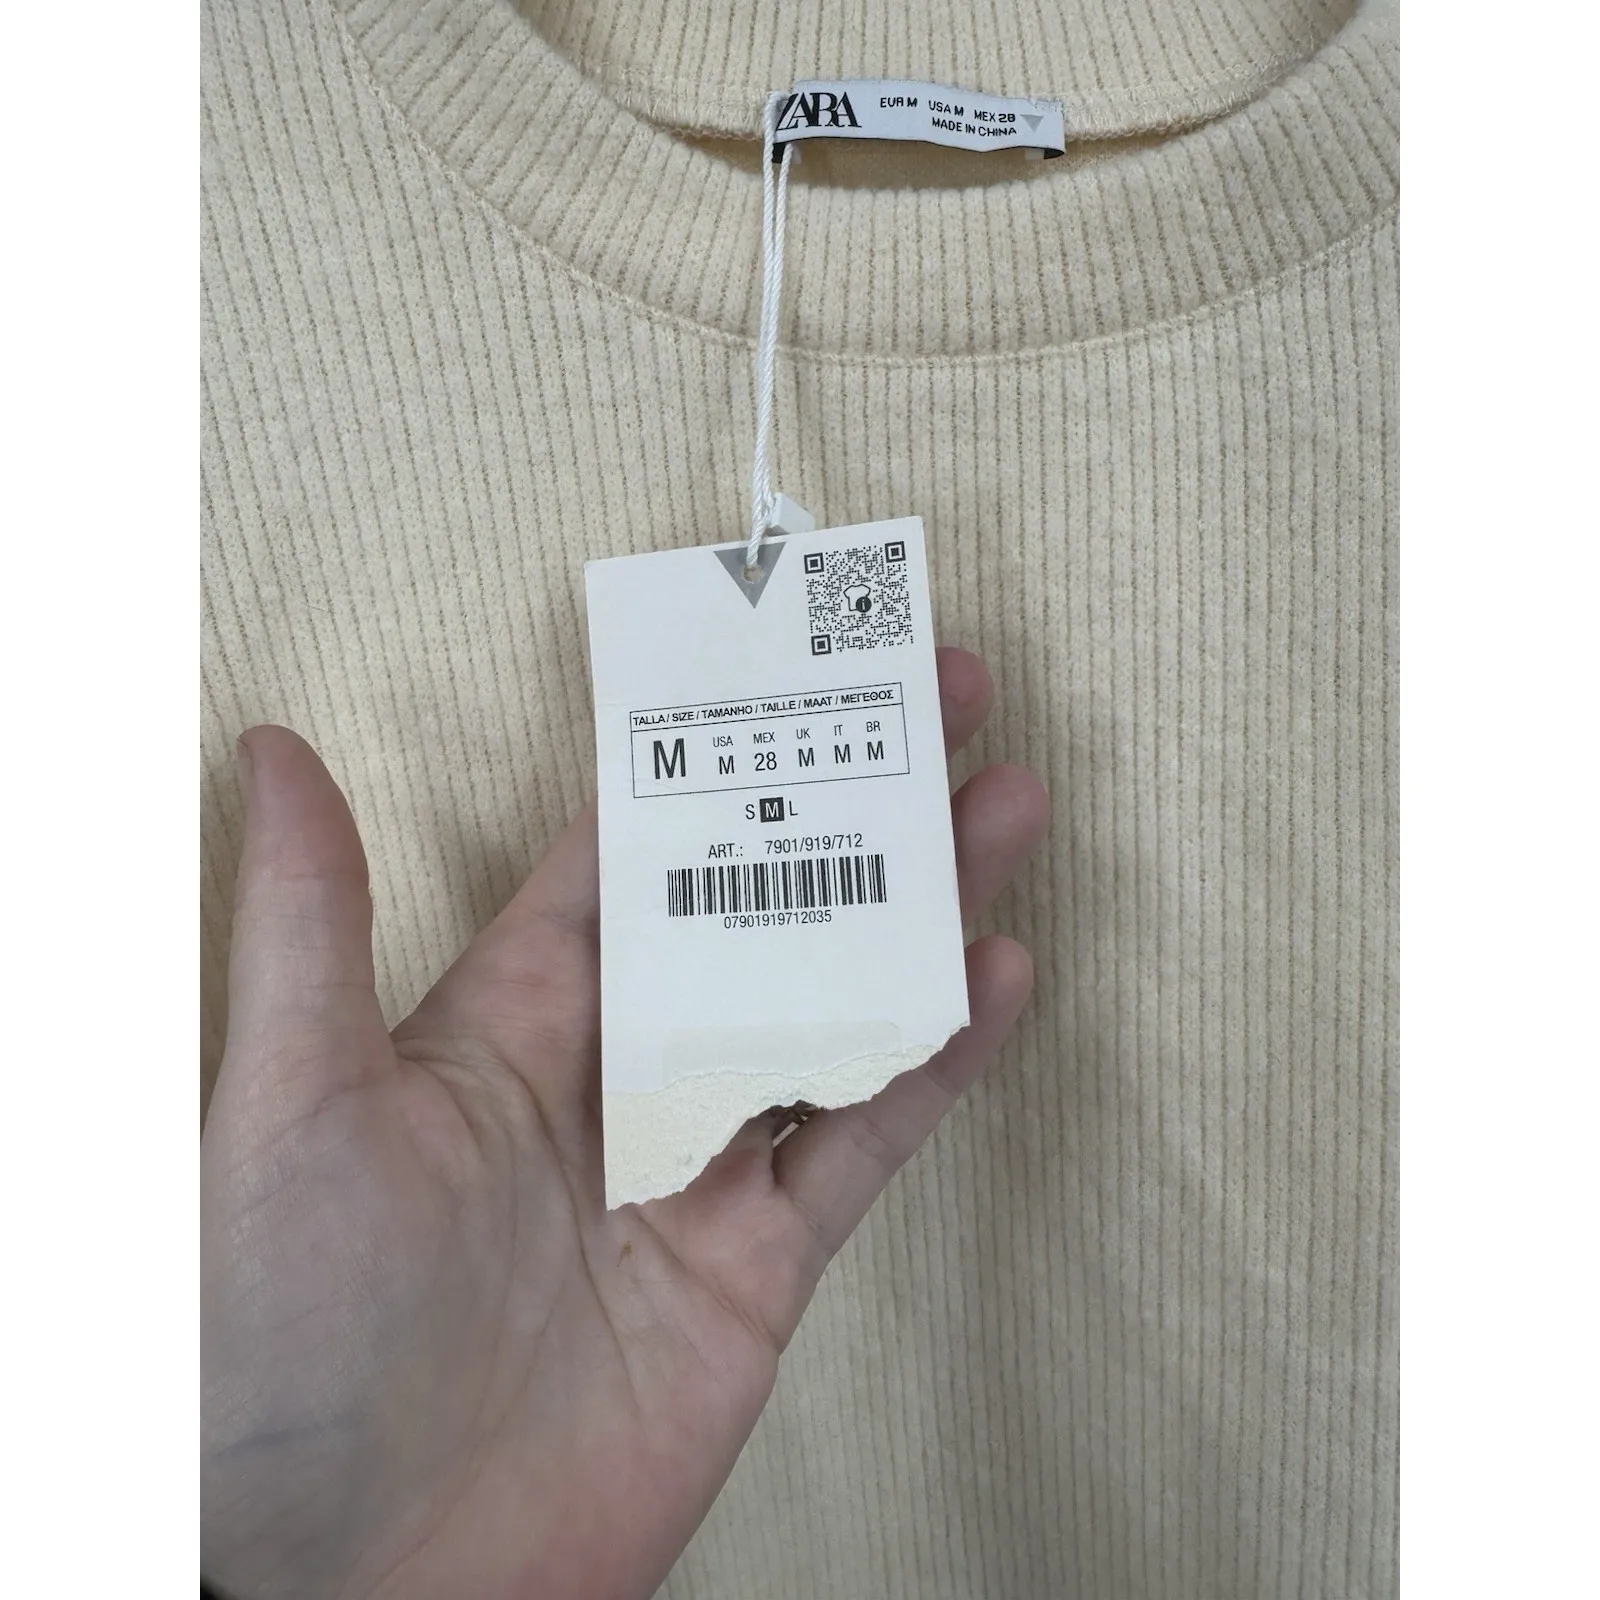 ZARA EUR M USA M MEX 28
MADE IN CHINA
TALLA / SIZE / TAMANHO / TAILLE / MAAT / ΜΕΓΕΘΟΣ
USA MEX UK IT BR
M M 28 M M M
S M L
ART.: 7901/919/712
07901919712035